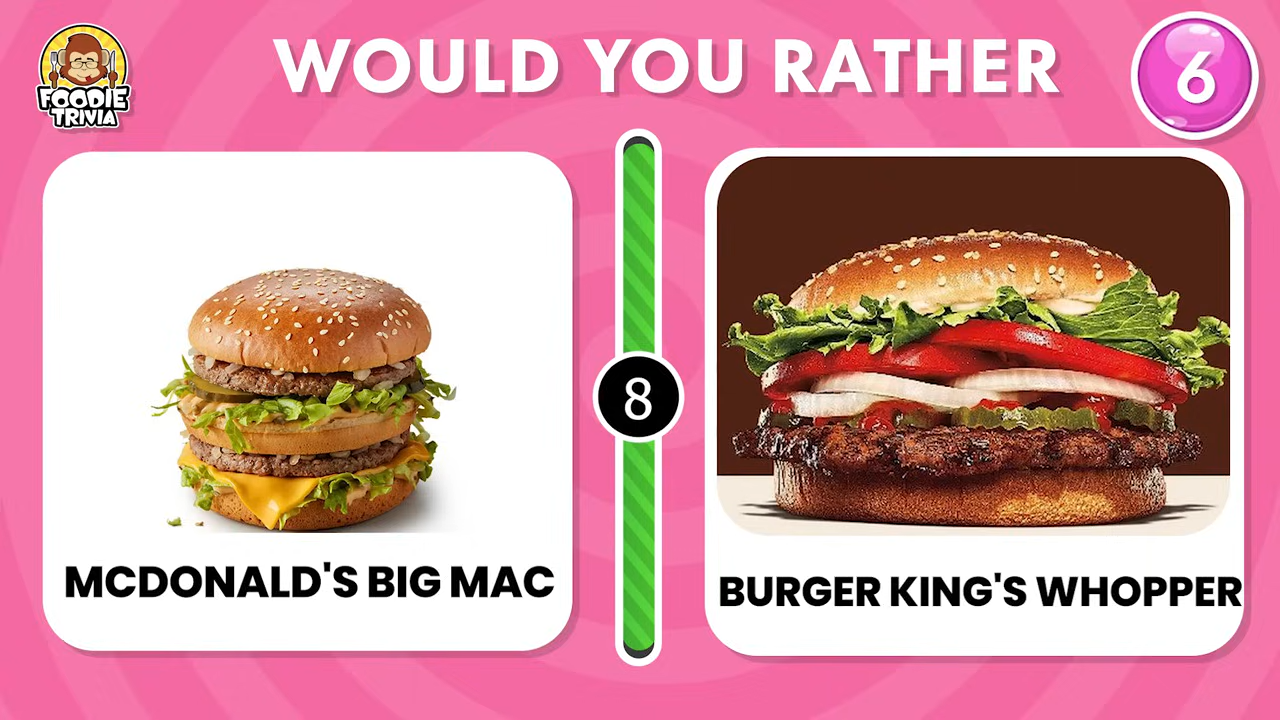 FOODIE
TRIVIA
WOULD YOU RATHER
6
8
MCDONALD'S BIG MAC
BURGER KING'S WHOPPER